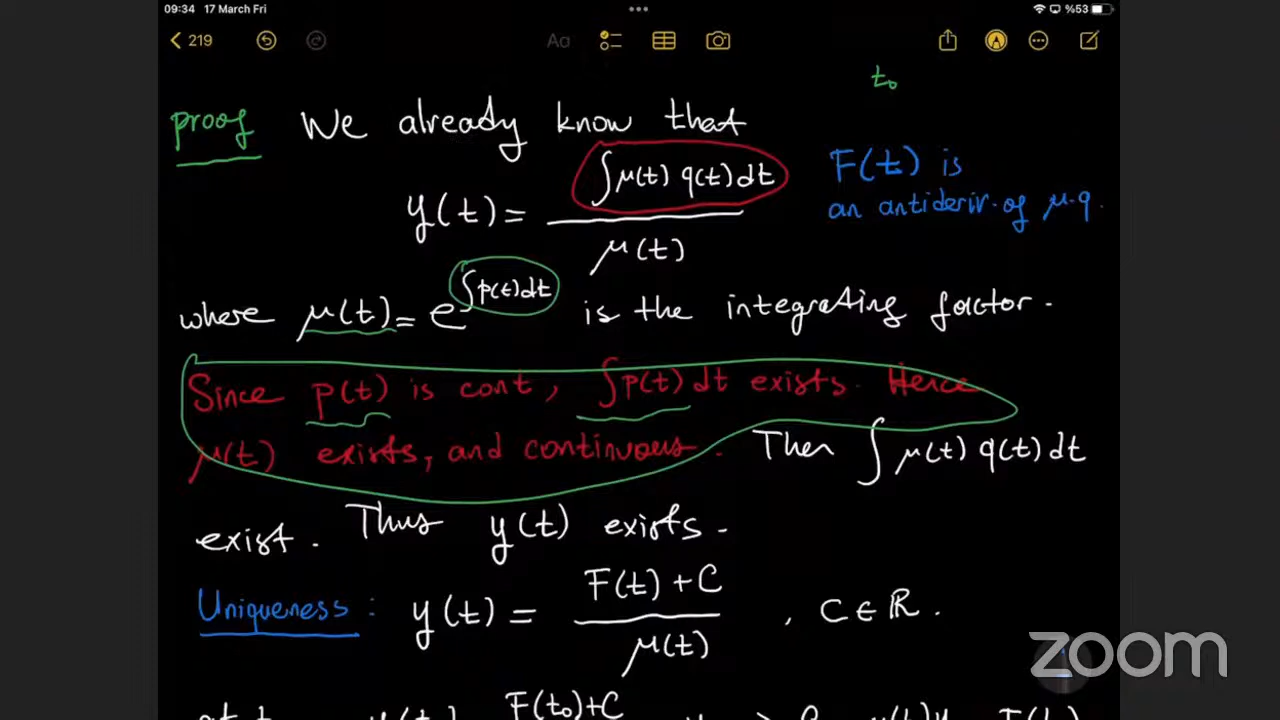 09:34 17 March Fri
%53
219
Aa
t₀
proof We already know that
y(t) = ∫μ(t) q(t) dt / μ(t)
F(t) is
an antideriv. of μ.q.
where μ(t) = e^∫p(t)dt is the integrating factor.
Since p(t) is cont, ∫p(t) dt exists. Hence
μ(t) exists, and continuous. Then ∫ μ(t) q(t) dt
exist. Thus y(t) exists.
Uniqueness: y(t) = F(t) + C / μ(t) , C ∈ ℝ.
F(t₀)+C
zoom